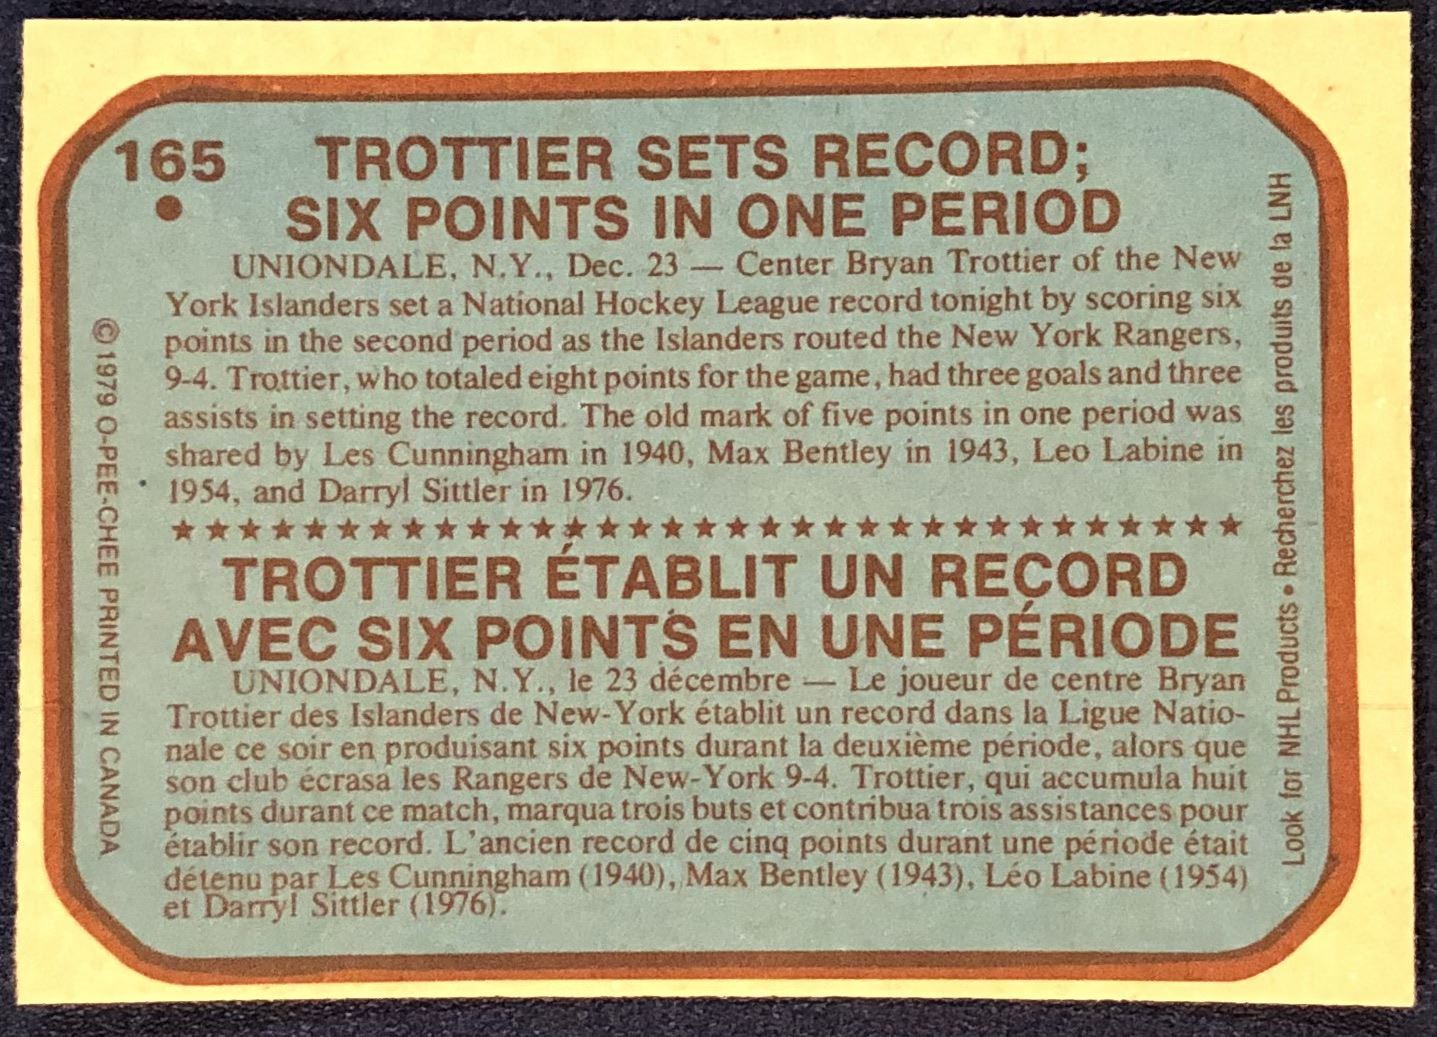 165
TROTTIER SETS RECORD;
SIX POINTS IN ONE PERIOD
UNIONDALE, N.Y., Dec. 23 — Center Bryan Trottier of the New
York Islanders set a National Hockey League record tonight by scoring six
points in the second period as the Islanders routed the New York Rangers,
9-4. Trottier, who totaled eight points for the game, had three goals and three
assists in setting the record. The old mark of five points in one period was
shared by Les Cunningham in 1940, Max Bentley in 1943, Leo Labine in
1954, and Darryl Sittler in 1976.
★★★★★★★★★★★★★★★★★★★★★★★★★★★★★★★★★
TROTTIER ÉTABLIT UN RECORD
AVEC SIX POINTS EN UNE PÉRIODE
UNIONDALE, N.Y., le 23 décembre — Le joueur de centre Bryan
Trottier des Islanders de New-York établit un record dans la Ligue Natio-
nale ce soir en produisant six points durant la deuxième période, alors que
son club écrasa les Rangers de New-York 9-4. Trottier, qui accumula huit
points durant ce match, marqua trois buts et contribua trois assistances pour
établir son record. L'ancien record de cinq points durant une période était
détenu par Les Cunningham (1940), Max Bentley (1943), Léo Labine (1954)
et Darryl Sittler (1976).
© 1979 O-PEE-CHEE PRINTED IN CANADA
Look for NHL Products • Recherchez les produits de la LNH